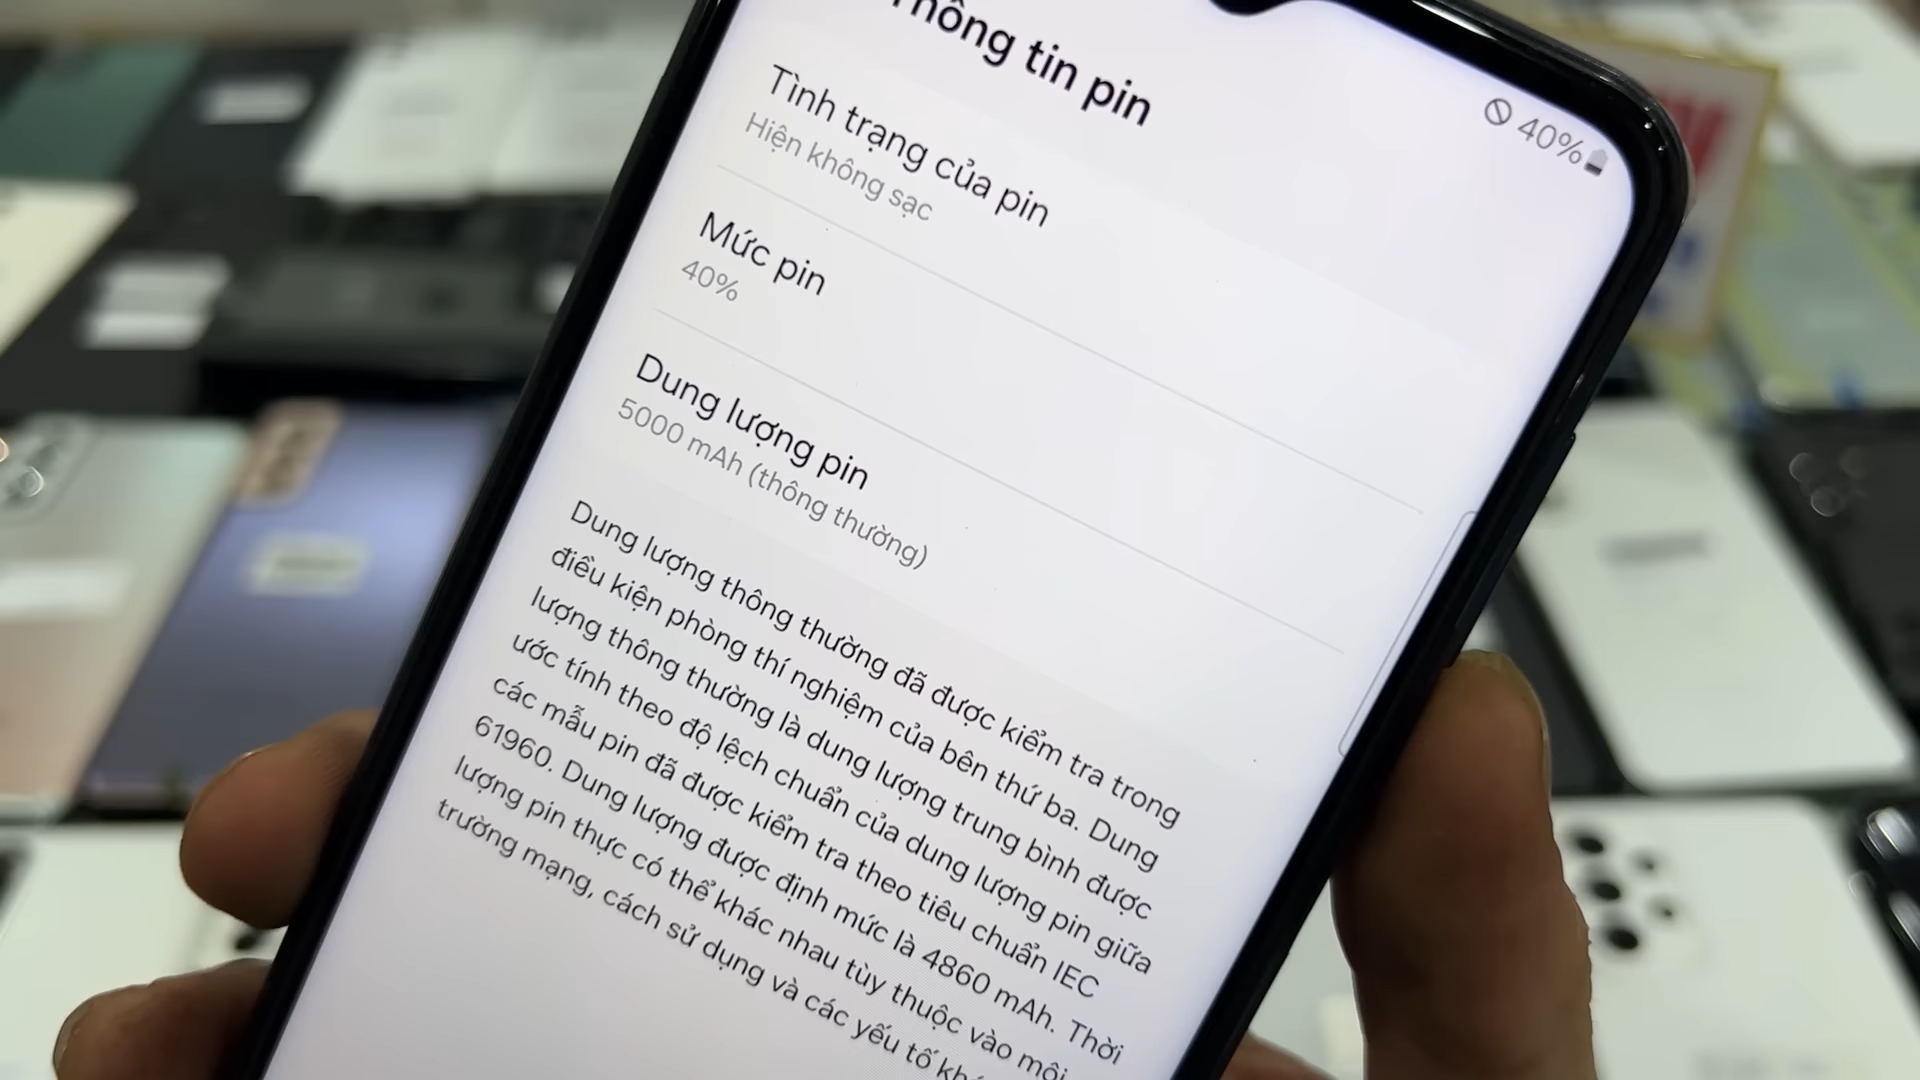 Thông tin pin
40%
Tình trạng của pin
Hiện không sạc
Mức pin
40%
Dung lượng pin
5000 mAh (thông thường)
Dung lượng thông thường đã được kiểm tra trong
điều kiện phòng thí nghiệm của bên thứ ba. Dung
lượng thông thường là dung lượng trung bình được
ước tính theo độ lệch chuẩn của dung lượng pin giữa
các mẫu pin đã được kiểm tra theo tiêu chuẩn IEC
61960. Dung lượng được định mức là 4860 mAh. Thời
lượng pin thực có thể khác nhau tùy thuộc vào môi
trường mạng, cách sử dụng và các yếu tố